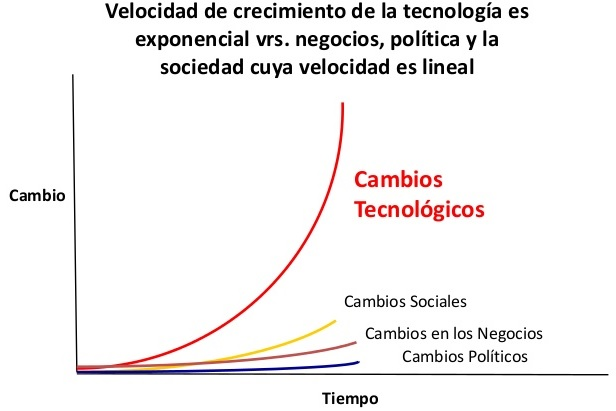 Velocidad de crecimiento de la tecnología es
exponencial vrs. negocios, política y la
sociedad cuya velocidad es lineal
Cambio
Cambios
Tecnológicos
Cambios Sociales
Cambios en los Negocios
Cambios Políticos
Tiempo